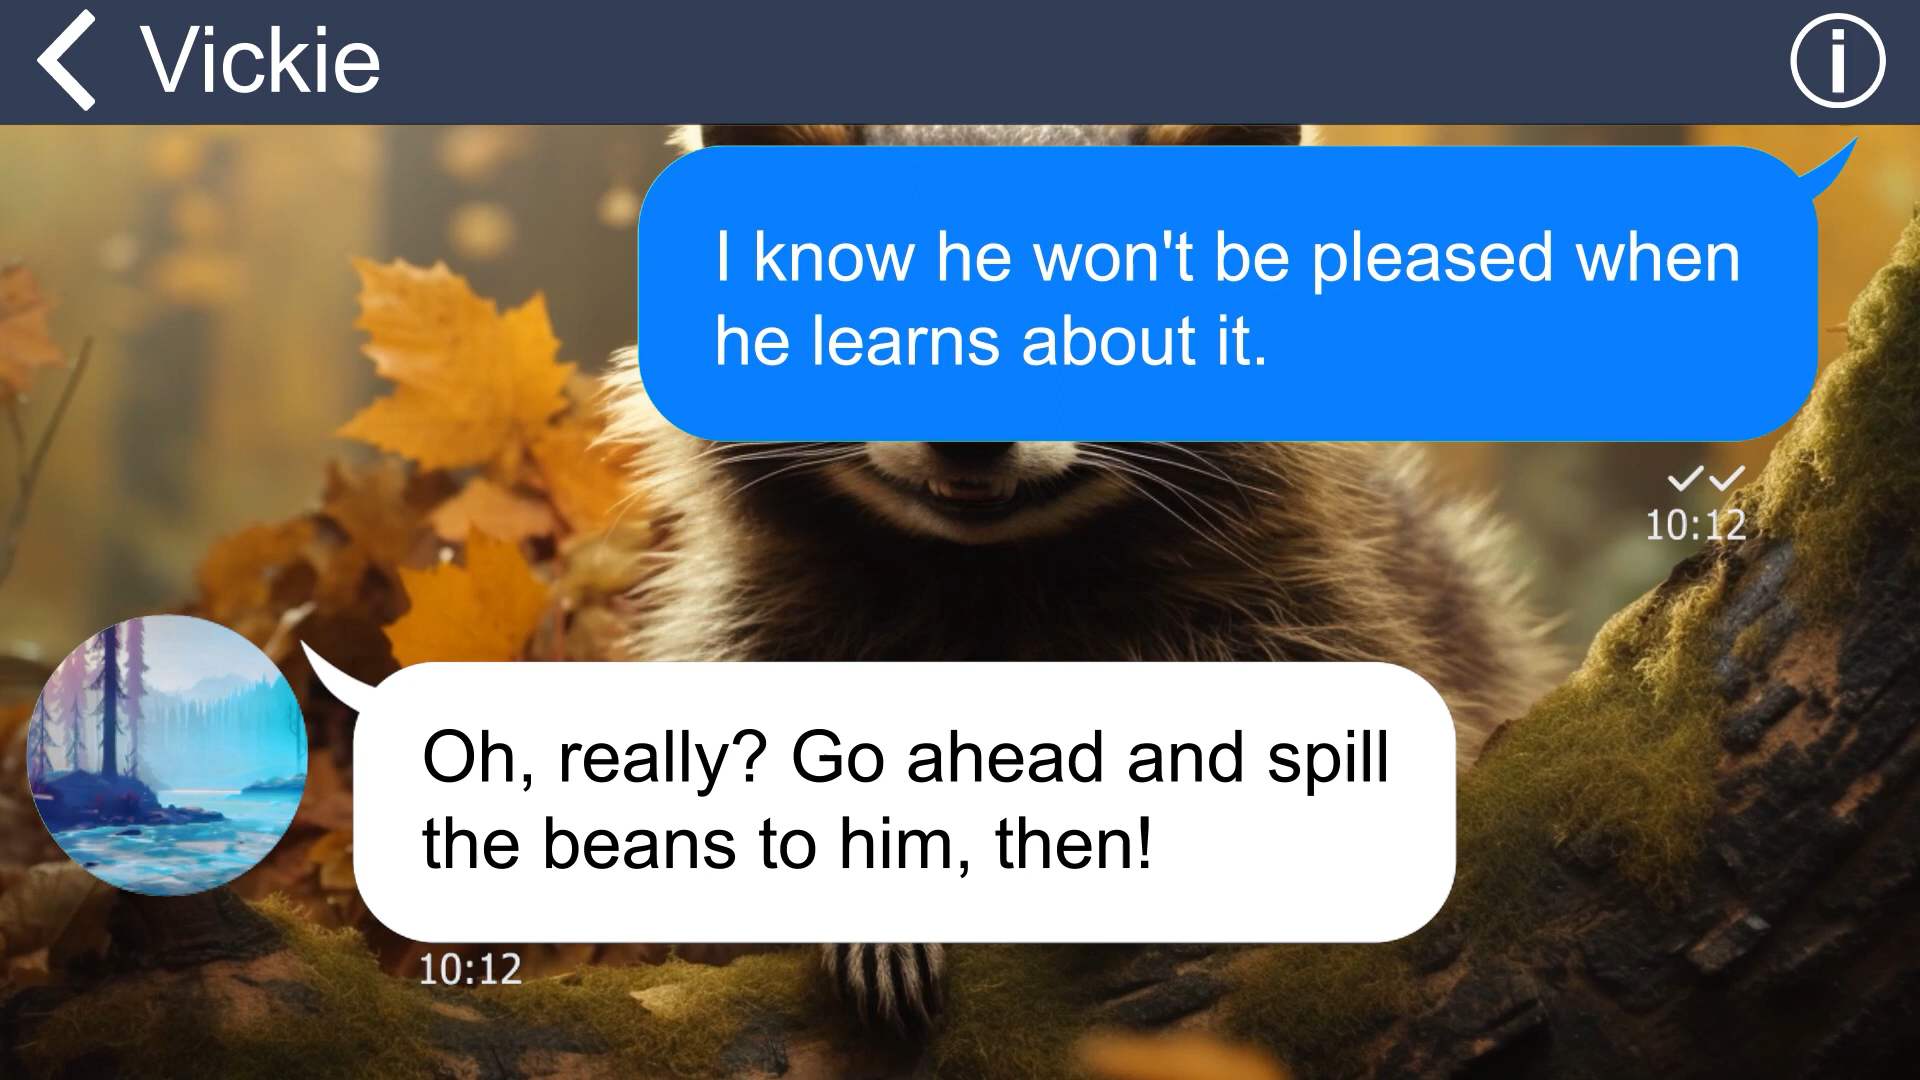 Vickie
I know he won't be pleased when
he learns about it.
10:12
Oh, really? Go ahead and spill
the beans to him, then!
10:12